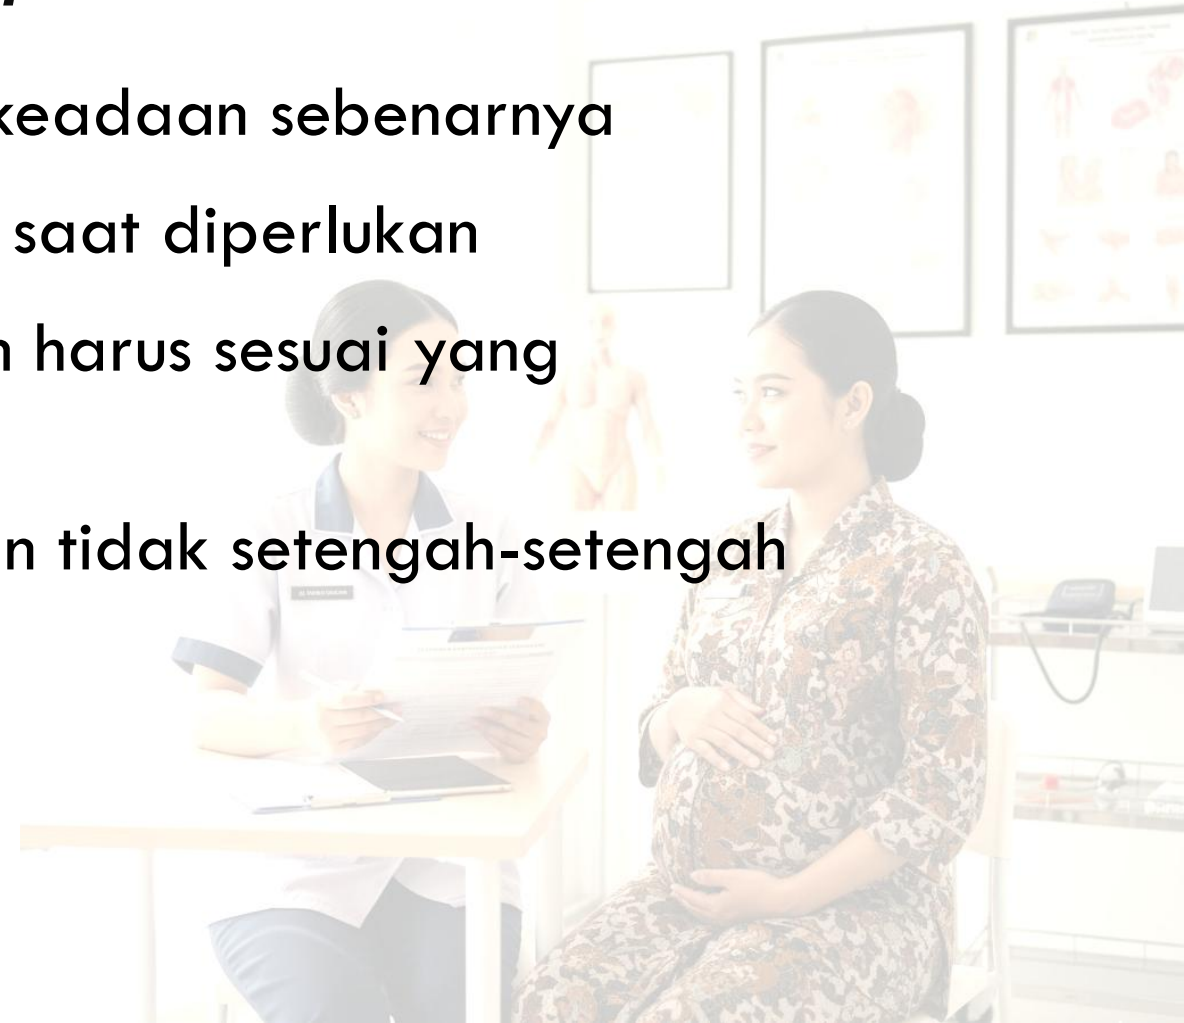 keadaan sebenarnya
saat diperlukan
harus sesuai yang
tidak setengah-setengah